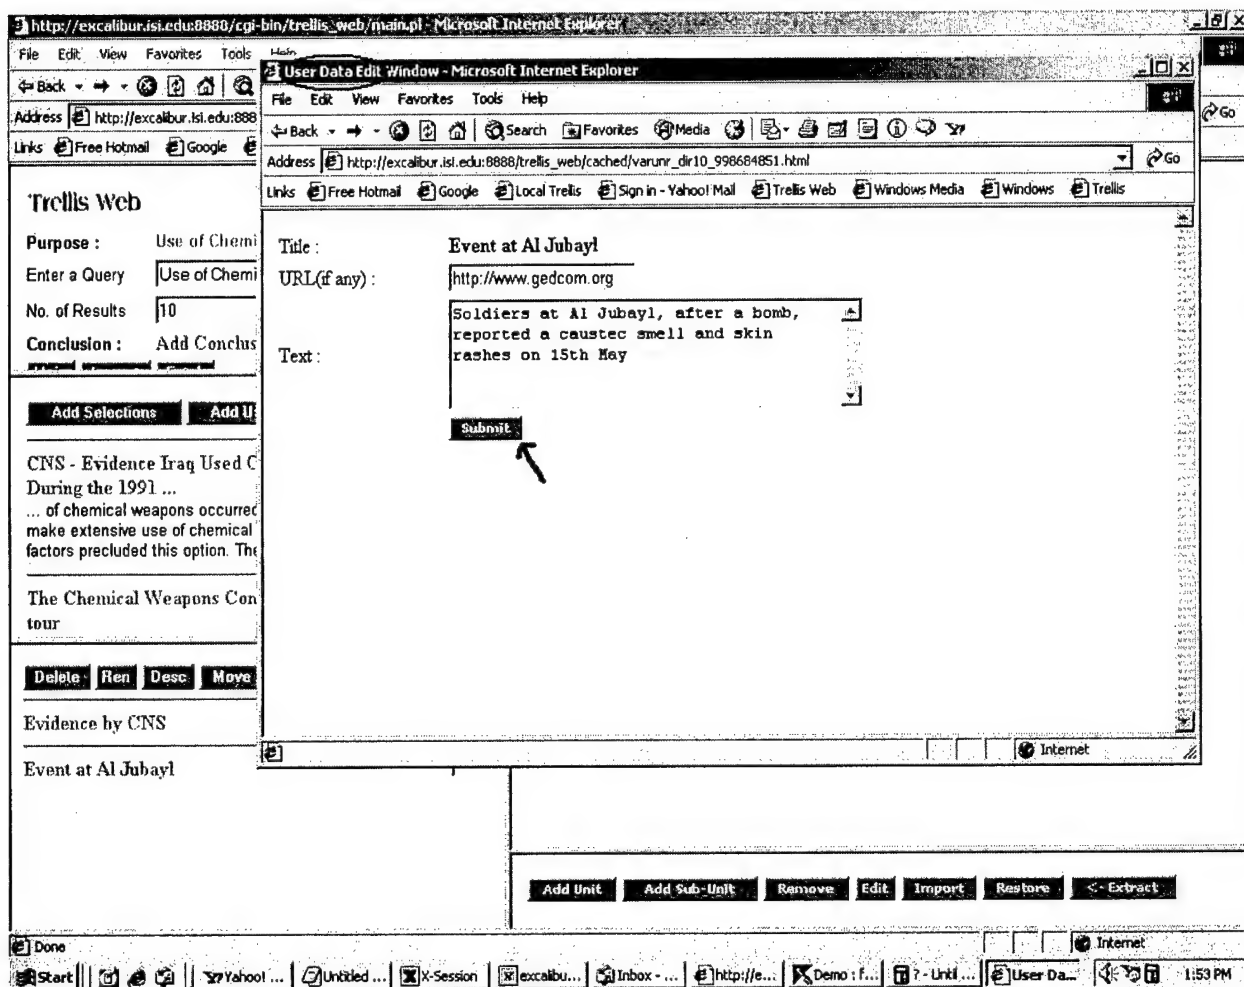 http://excalibur.isi.edu:8888/cgi-bin/trellis_web/main.pl - Microsoft Internet Explorer
File Edit View Favorites Tools Help
Back
Address http://excalibur.isi.edu:888
Links Free Hotmail Google
Go
User Data Edit Window - Microsoft Internet Explorer
File Edit View Favorites Tools Help
Back Search Favorites Media
Address http://excalibur.isi.edu:8888/trellis_web/cached/varunr_dir10_998684851.html Go
Links Free Hotmail Google Local Trellis Sign in - Yahoo! Mail Trellis Web Windows Media Windows Trellis
Title : Event at Al Jubayl
URL(if any) : http://www.gedcom.org
Text :
Soldiers at Al Jubayl, after a bomb,
reported a caustec smell and skin
rashes on 15th May
Submit
Internet
Trellis Web
Purpose : Use of Chemi
Enter a Query Use of Chemi
No. of Results 10
Conclusion : Add Conclus
Add Selections Add U
CNS - Evidence Iraq Used C
During the 1991 ...
... of chemical weapons occurred
make extensive use of chemical
factors precluded this option. The
The Chemical Weapons Con
tour
Delete Ren Desc Move
Evidence by CNS
Event at Al Jubayl
Add Unit Add Sub-Unit Remove Edit Import Restore <- Extract
Done Internet
Start Yahoo! ... Untitled ... X-Session excalibu... Inbox - ... http://e... Demo : f... ? - Unti ... User Da... 1:53 PM